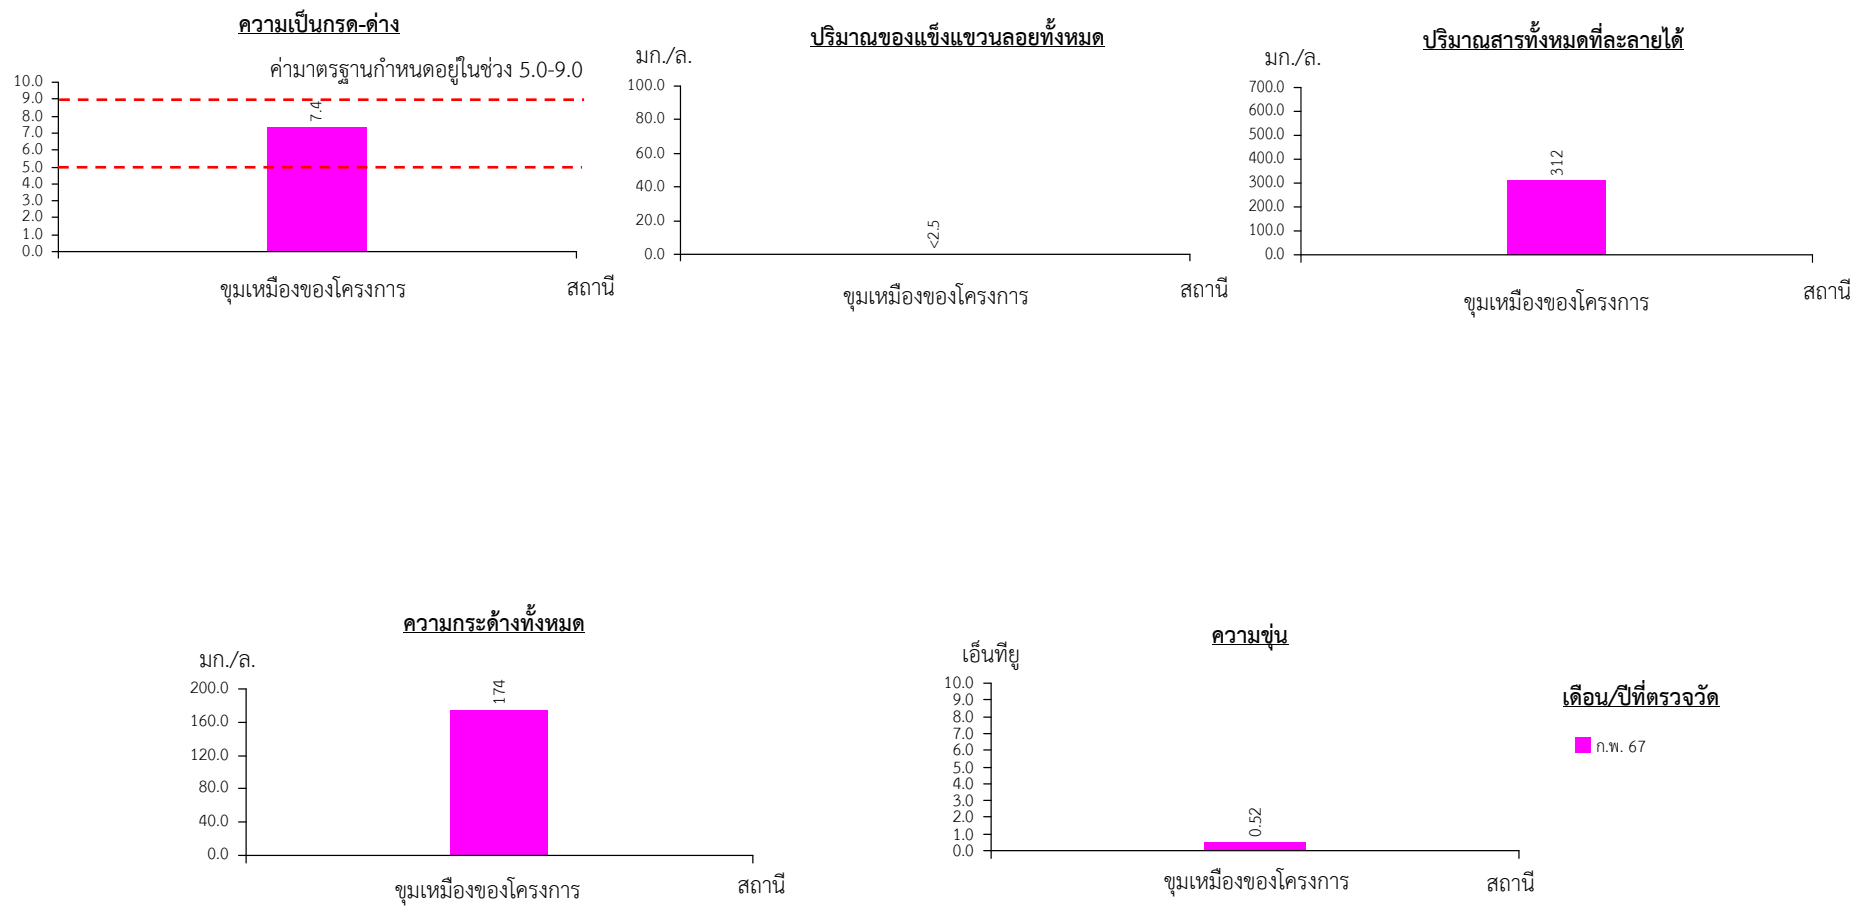 ความเป็นกรด-ด่าง
ค่ามาตรฐานกำหนดอยู่ในช่วง 5.0-9.0
10.0
9.0
8.0
7.0
6.0
5.0
4.0
3.0
2.0
1.0
0.0
7.4
ขุมเหมืองของโครงการ
สถานี
ปริมาณของแข็งแขวนลอยทั้งหมด
มก./ล.
100.0
80.0
60.0
40.0
20.0
0.0
<2.5
ขุมเหมืองของโครงการ
สถานี
ปริมาณสารทั้งหมดที่ละลายได้
มก./ล.
700.0
600.0
500.0
400.0
300.0
200.0
100.0
0.0
312
ขุมเหมืองของโครงการ
สถานี
ความกระด้างทั้งหมด
มก./ล.
200.0
160.0
120.0
80.0
40.0
0.0
174
ขุมเหมืองของโครงการ
สถานี
ความขุ่น
เอ็นทียู
10.0
9.0
8.0
7.0
6.0
5.0
4.0
3.0
2.0
1.0
0.0
0.52
ขุมเหมืองของโครงการ
สถานี
เดือน/ปีที่ตรวจวัด
ก.พ. 67